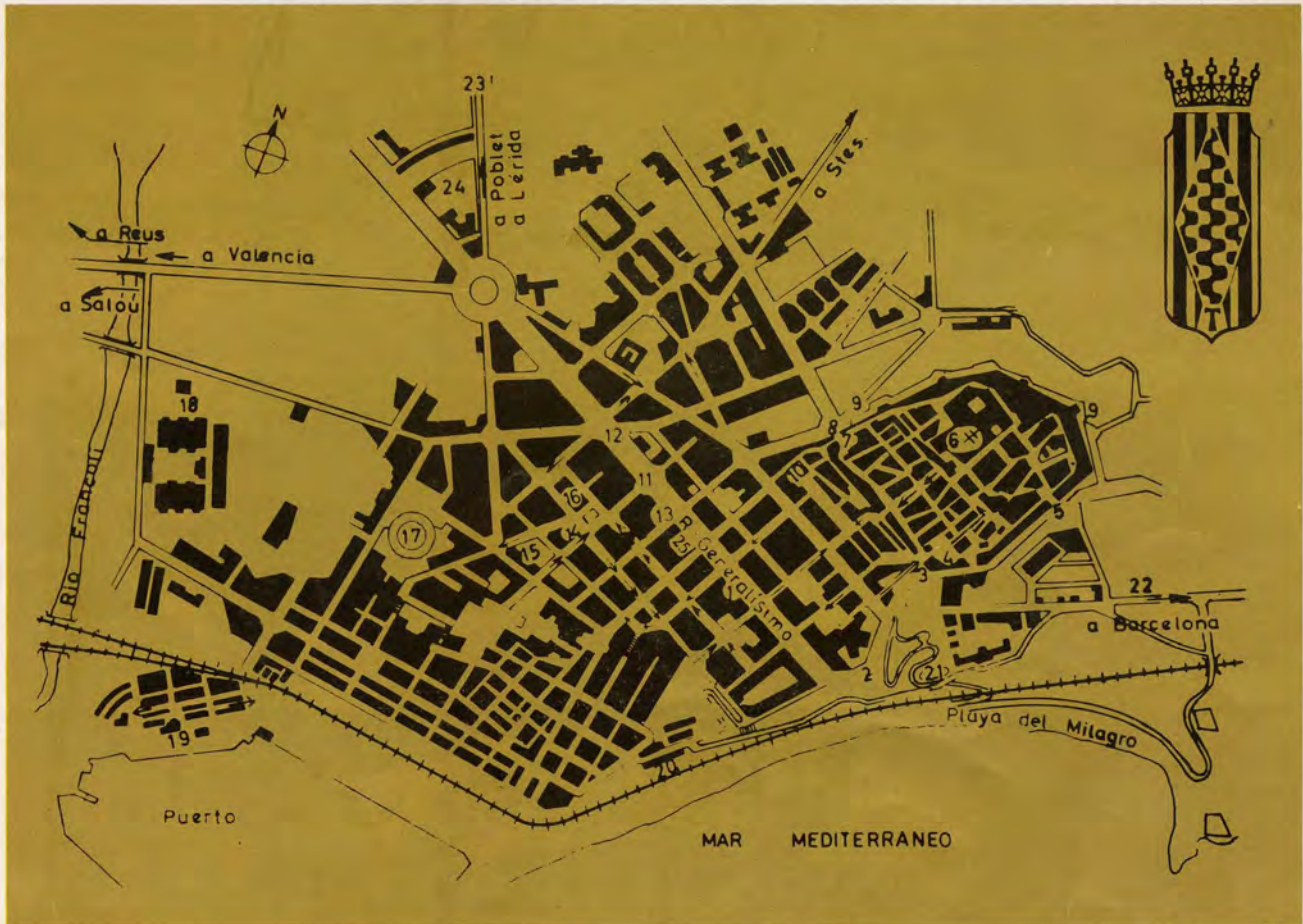 23'
N
24
a Poblet
a Lérida
a Stes.
a Reus
a Valencia
a Salou
T
18
9
8
7
9
6
12
10
11
16
13
R. Generalísimo
25
17
15
5
4
3
Río Francolí
22
a Barcelona
2
21
Playa del Milagro
19
20
Puerto
MAR MEDITERRANEO